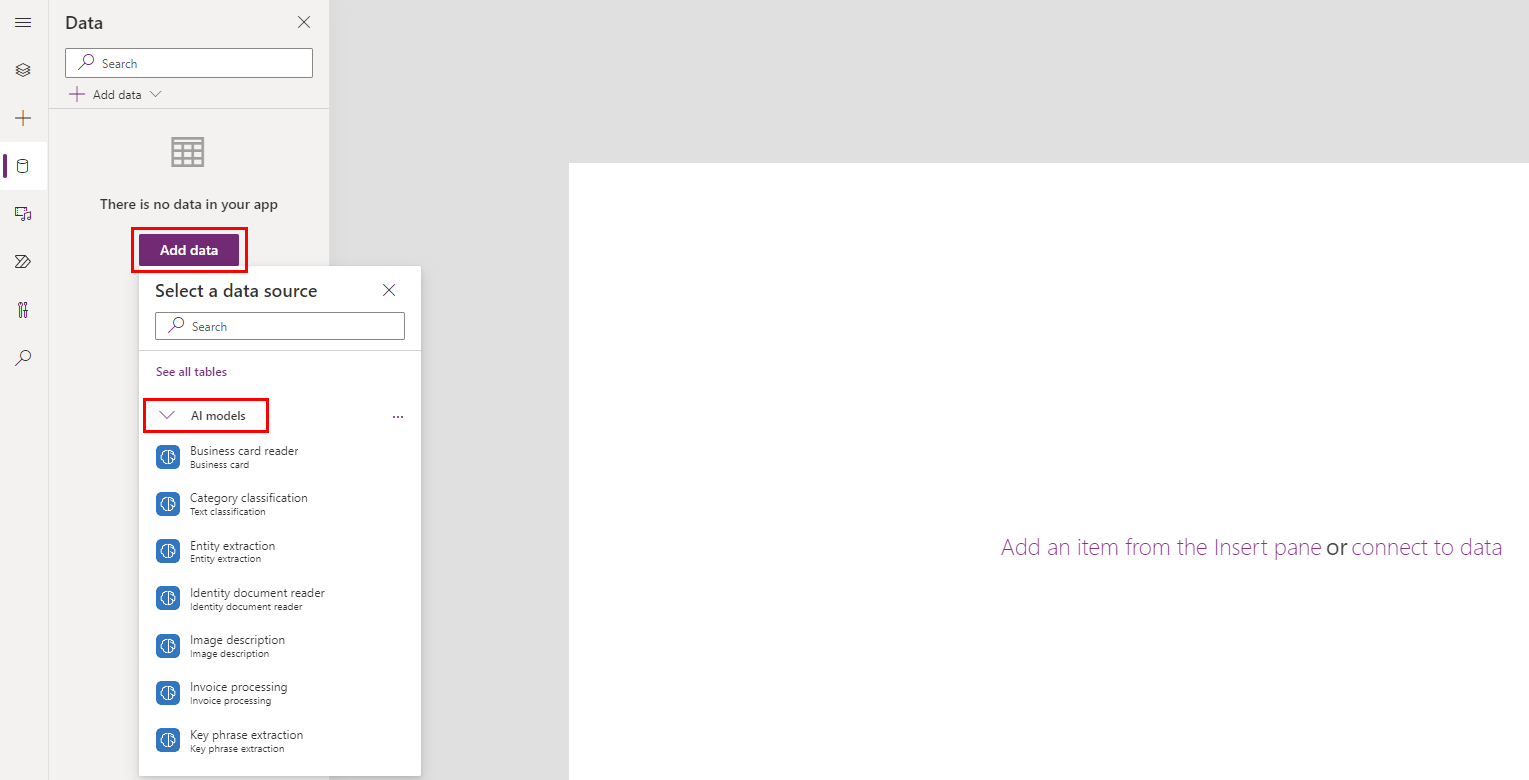 Data
Search
Add data
There is no data in your app
Add data
Select a data source
Search
See all tables
AI models
Business card reader
Business card
Category classification
Text classification
Entity extraction
Entity extraction
Identity document reader
Identity document reader
Image description
Image description
Invoice processing
Invoice processing
Key phrase extraction
Key phrase extraction
Add an item from the Insert pane or connect to data